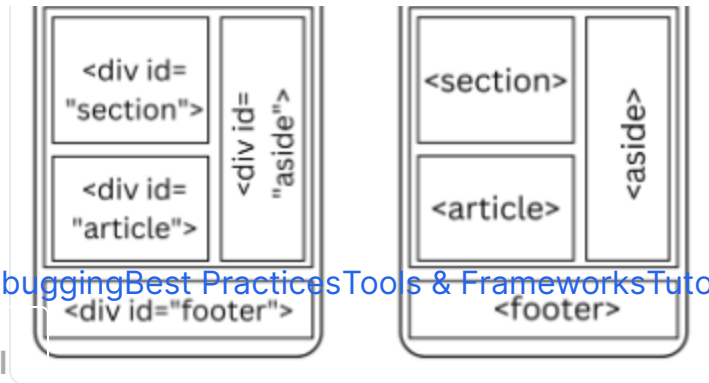 <div id=
"section">
<div id=
"article">
<div id=
"aside">
<section>
<article>
<aside>
buggingBest PracticesTools & FrameworksTuto
<div id="footer">
<footer>